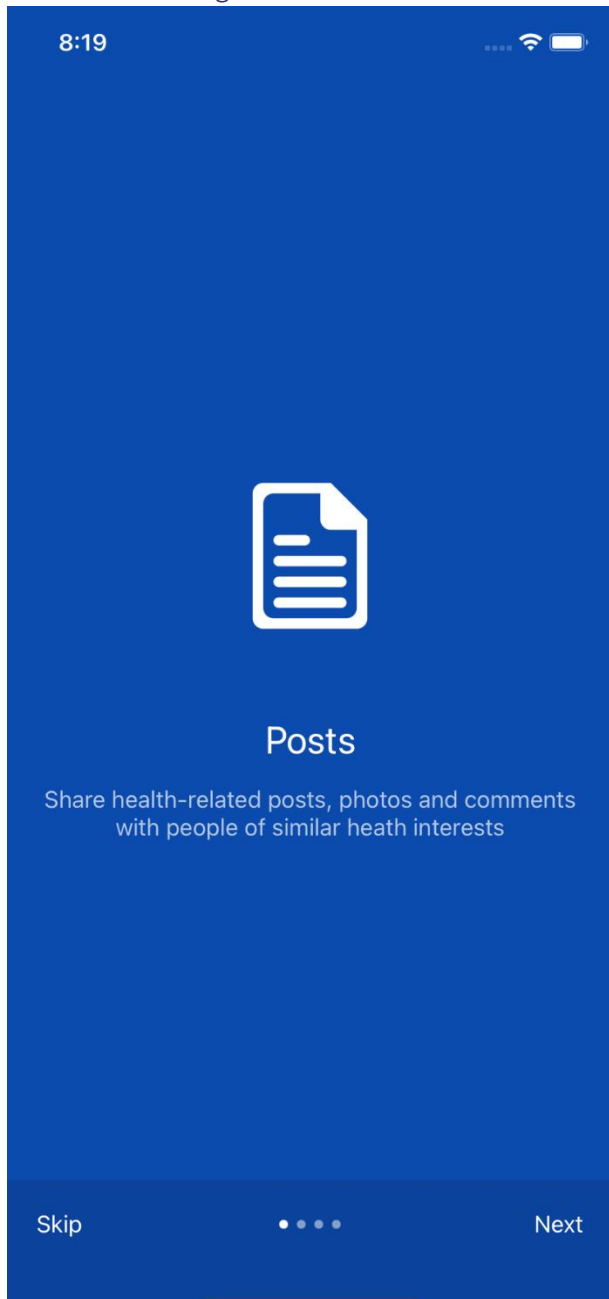 8:19
Posts
Share health-related posts, photos and comments
with people of similar heath interests
Skip
Next